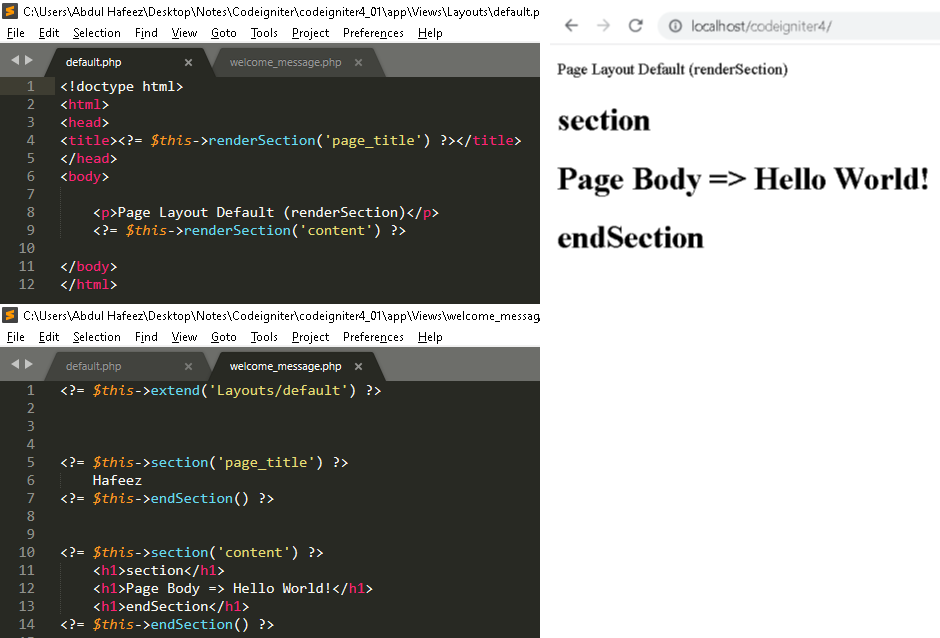 C:\Users\Abdul Hafeez\Desktop\Notes\Codeigniter\codeigniter4_01\app\Views\Layouts\default.p
File Edit Selection Find View Goto Tools Project Preferences Help
default.php × welcome_message.php ×
1 <!doctype html>
2 <html>
3 <head>
4 <title><?= $this->renderSection('page_title') ?></title>
5 </head>
6 <body>
7
8 <p>Page Layout Default (renderSection)</p>
9 <?= $this->renderSection('content') ?>
10
11 </body>
12 </html>
C:\Users\Abdul Hafeez\Desktop\Notes\Codeigniter\codeigniter4_01\app\Views\welcome_messag
File Edit Selection Find View Goto Tools Project Preferences Help
default.php × welcome_message.php ×
1 <?= $this->extend('Layouts/default') ?>
2
3
4
5 <?= $this->section('page_title') ?>
6 Hafeez
7 <?= $this->endSection() ?>
8
9
10 <?= $this->section('content') ?>
11 <h1>section</h1>
12 <h1>Page Body => Hello World!</h1>
13 <h1>endSection</h1>
14 <?= $this->endSection() ?>
localhost/codeigniter4/
Page Layout Default (renderSection)
section
Page Body => Hello World!
endSection